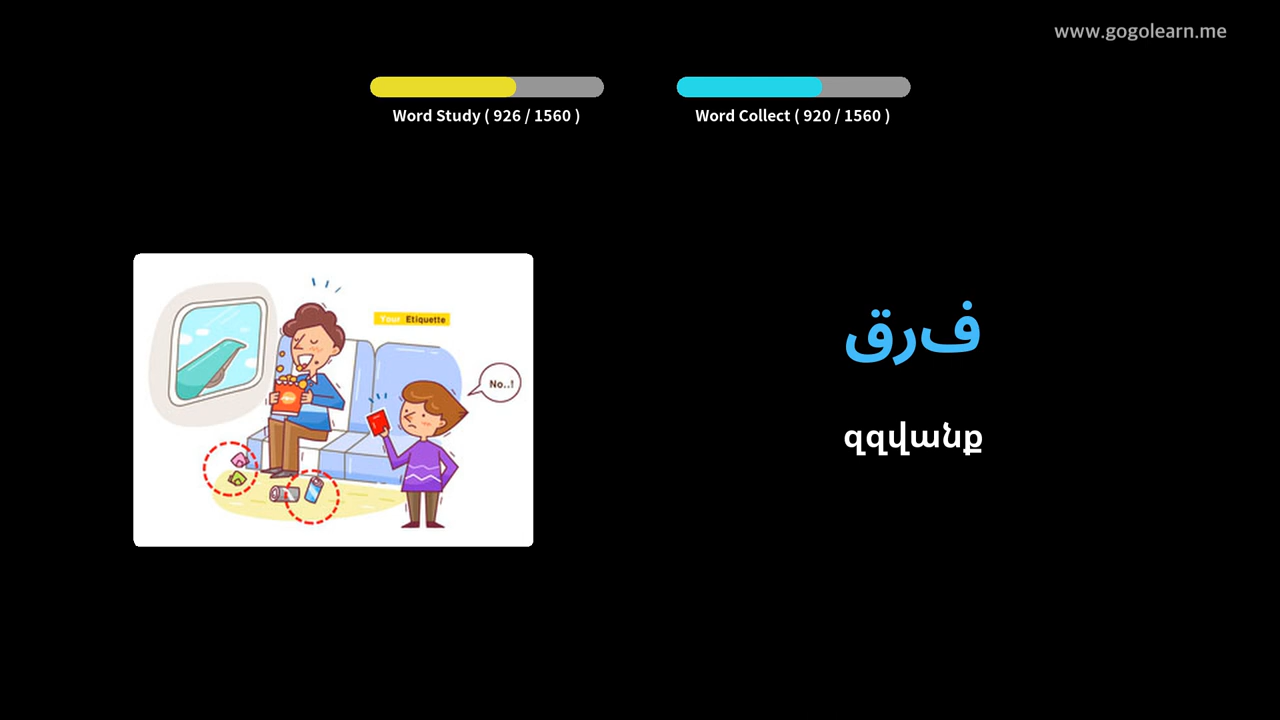 www.gogolearn.me
Word Study ( 926 / 1560 )
Word Collect ( 920 / 1560 )
Your Etiquette
No..!
فرق
զզվանք